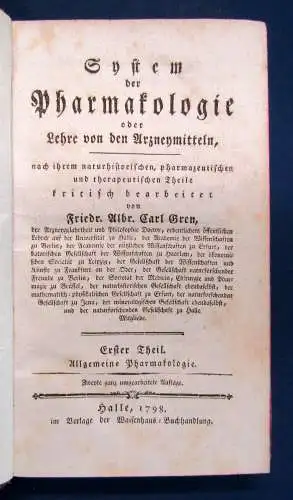 System
der
Pharmakologie
oder
Lehre von den Arzneymitteln,
nach ihrem naturhistorischen, pharmazeutischen
und therapeutischen Theile
kritisch bearbeitet
von
Friedr. Albr. Carl Gren,
der Arzneygelahrtheit und Philosophie Doctor, ordentlichem öffentlichen
Lehrer auf der Universität zu Halle, der Academie der Wissenschaften
zu Berlin, der Academie der nützlichen Wissenschaften zu Erfurt, der
batavischen Gesellschaft der Wissenschaften zu Haarlem, der ökonomi-
schen Societät zu Leipzig, der Gesellschaft der Wissenschaften und
Künste zu Frankfurt an der Oder, der Gesellschaft naturforschender
Freunde zu Berlin, der Societät der Medicin, Chirurgie und Phar-
mazie zu Brüssel, der naturhistorischen Gesellschaft ebendaselbst, der
mathematisch-physikalischen Gesellschaft zu Erfurt, der naturforschenden
Gesellschaft zu Jena, der mineralogischen Gesellschaft ebendaselbst,
und der naturforschenden Gesellschaft zu Halle
Mitgliede.
Erster Theil.
Allgemeine Pharmakologie.
Zweyte ganz umgearbeitete Auflage.
Halle, 1798.
im Verlage der Waisenhaus-Buchhandlung.